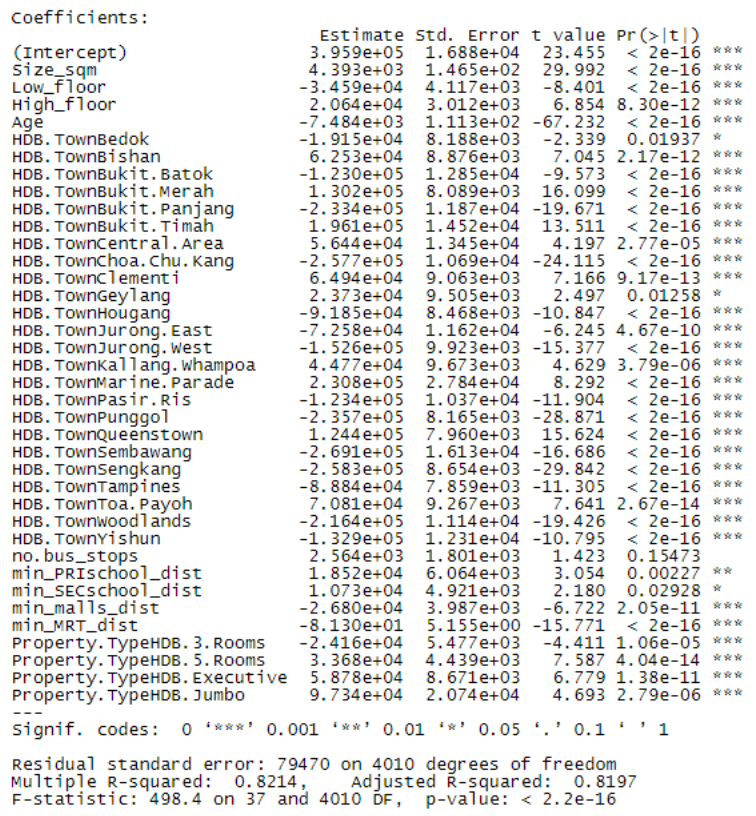 Coefficients:
Estimate Std. Error t value Pr(>|t|)
(Intercept) 3.959e+05 1.688e+04 23.455 < 2e-16 ***
Size_sqm 4.393e+03 1.465e+02 29.992 < 2e-16 ***
Low_floor -3.459e+04 4.117e+03 -8.401 < 2e-16 ***
High_floor 2.064e+04 3.012e+03 6.854 8.30e-12 ***
Age -7.484e+03 1.113e+02 -67.232 < 2e-16 ***
HDB.TownBedok -1.915e+04 8.188e+03 -2.339 0.01937 *
HDB.TownBishan 6.253e+04 8.876e+03 7.045 2.17e-12 ***
HDB.TownBukit.Batok -1.230e+05 1.285e+04 -9.573 < 2e-16 ***
HDB.TownBukit.Merah 1.302e+05 8.089e+03 16.099 < 2e-16 ***
HDB.TownBukit.Panjang -2.334e+05 1.187e+04 -19.671 < 2e-16 ***
HDB.TownBukit.Timah 1.961e+05 1.452e+04 13.511 < 2e-16 ***
HDB.TownCentral.Area 5.644e+04 1.345e+04 4.197 2.77e-05 ***
HDB.TownChoa.Chu.Kang -2.577e+05 1.069e+04 -24.115 < 2e-16 ***
HDB.TownClementi 6.494e+04 9.063e+03 7.166 9.17e-13 ***
HDB.TownGeylang 2.373e+04 9.505e+03 2.497 0.01258 *
HDB.TownHougang -9.185e+04 8.468e+03 -10.847 < 2e-16 ***
HDB.TownJurong.East -7.258e+04 1.162e+04 -6.245 4.67e-10 ***
HDB.TownJurong.West -1.526e+05 9.923e+03 -15.377 < 2e-16 ***
HDB.TownKallang.Whampoa 4.477e+04 9.673e+03 4.629 3.79e-06 ***
HDB.TownMarine.Parade 2.308e+05 2.784e+04 8.292 < 2e-16 ***
HDB.TownPasir.Ris -1.234e+05 1.037e+04 -11.904 < 2e-16 ***
HDB.TownPunggol -2.357e+05 8.165e+03 -28.871 < 2e-16 ***
HDB.TownQueenstown 1.244e+05 7.960e+03 15.624 < 2e-16 ***
HDB.TownSembawang -2.691e+05 1.613e+04 -16.686 < 2e-16 ***
HDB.TownSengkang -2.583e+05 8.654e+03 -29.842 < 2e-16 ***
HDB.TownTampines -8.884e+04 7.859e+03 -11.305 < 2e-16 ***
HDB.TownToa.Payoh 7.081e+04 9.267e+03 7.641 2.67e-14 ***
HDB.TownWoodlands -2.164e+05 1.114e+04 -19.426 < 2e-16 ***
HDB.TownYishun -1.329e+05 1.231e+04 -10.795 < 2e-16 ***
no.bus_stops 2.564e+03 1.801e+03 1.423 0.15473
min_PRIschool_dist 1.852e+04 6.064e+03 3.054 0.00227 **
min_SECschool_dist 1.073e+04 4.921e+03 2.180 0.02928 *
min_malls_dist -2.680e+04 3.987e+03 -6.722 2.05e-11 ***
min_MRT_dist -8.130e+01 5.155e+00 -15.771 < 2e-16 ***
Property.TypeHDB.3.Rooms -2.416e+04 5.477e+03 -4.411 1.06e-05 ***
Property.TypeHDB.5.Rooms 3.368e+04 4.439e+03 7.587 4.04e-14 ***
Property.TypeHDB.Executive 5.878e+04 8.671e+03 6.779 1.38e-11 ***
Property.TypeHDB.Jumbo 9.734e+04 2.074e+04 4.693 2.79e-06 ***
---
Signif. codes: 0 ‘***’ 0.001 ‘**’ 0.01 ‘*’ 0.05 ‘.’ 0.1 ‘ ’ 1
Residual standard error: 79470 on 4010 degrees of freedom
Multiple R-squared: 0.8214, Adjusted R-squared: 0.8197
F-statistic: 498.4 on 37 and 4010 DF, p-value: < 2.2e-16